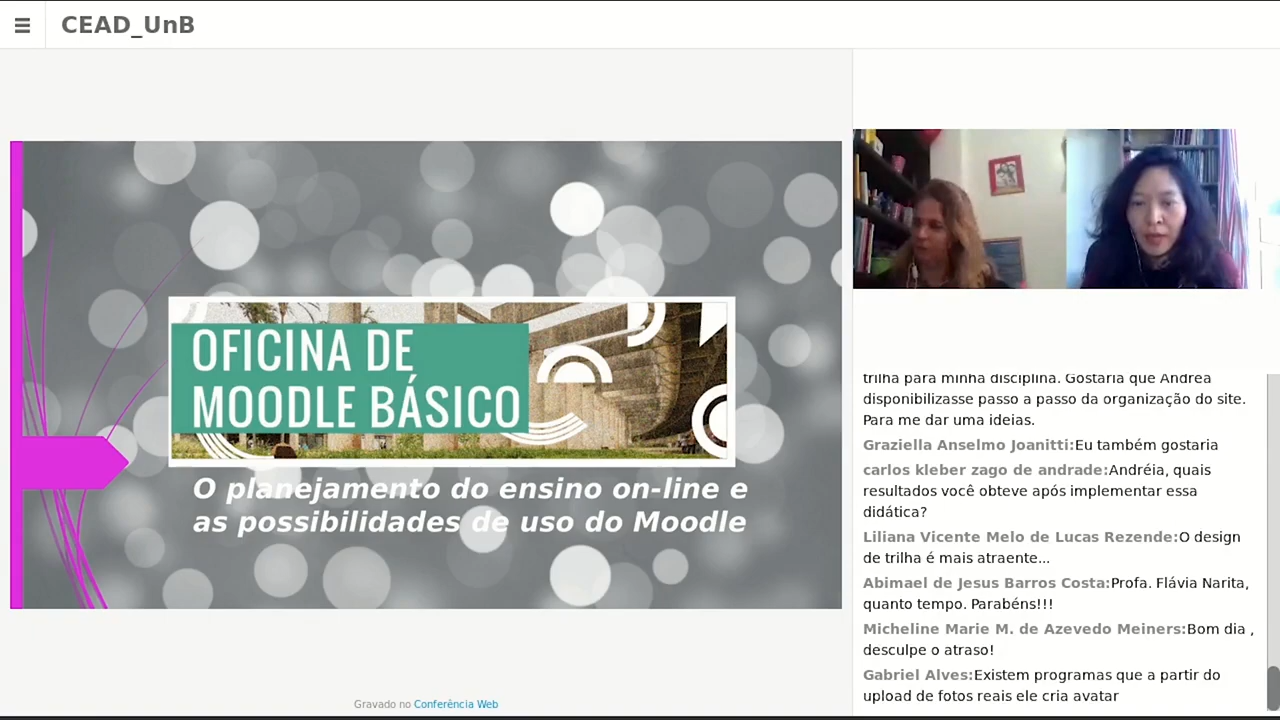 CEAD_UnB
OFICINA DE
MOODLE BÁSICO
O planejamento do ensino on-line e
as possibilidades de uso do Moodle
Gravado no Conferência Web
trilha para minha disciplina. Gostaria que Andrea
disponibilizasse passo a passo da organização do site.
Para me dar uma ideias.
Graziella Anselmo Joanitti:Eu também gostaria
carlos kleber zago de andrade:Andréia, quais
resultados você obteve após implementar essa
didática?
Liliana Vicente Melo de Lucas Rezende:O design
de trilha é mais atraente...
Abimael de Jesus Barros Costa:Profa. Flávia Narita,
quanto tempo. Parabéns!!!
Micheline Marie M. de Azevedo Meiners:Bom dia ,
desculpe o atraso!
Gabriel Alves:Existem programas que a partir do
upload de fotos reais ele cria avatar